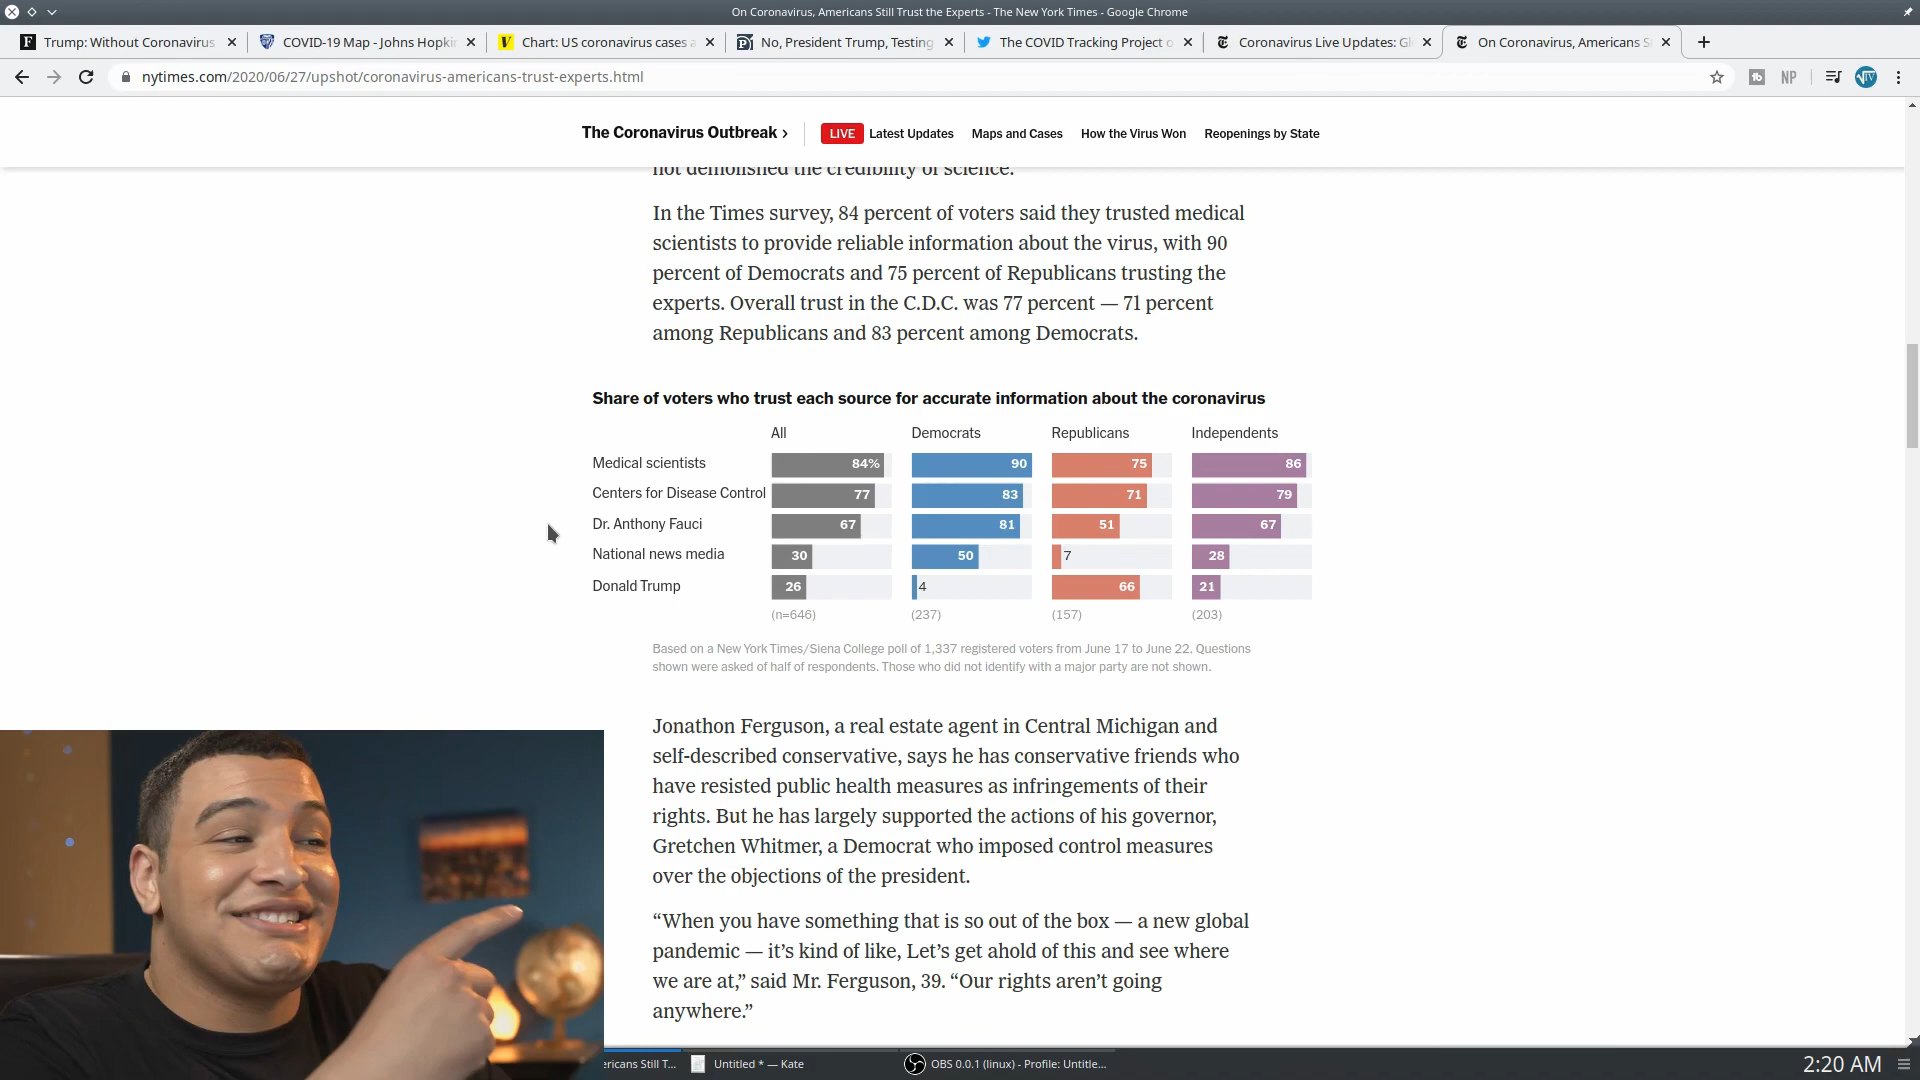 On Coronavirus, Americans Still Trust the Experts - The New York Times - Google Chrome
Trump: Without Coronavirus
COVID-19 Map - Johns Hopki
Chart: US coronavirus cases a
No, President Trump, Testing
The COVID Tracking Project o
Coronavirus Live Updates: Gl
On Coronavirus, Americans S
nytimes.com/2020/06/27/upshot/coronavirus-americans-trust-experts.html
NP
The Coronavirus Outbreak ›
LIVE Latest Updates Maps and Cases How the Virus Won Reopenings by State
not demolished the credibility of science.
In the Times survey, 84 percent of voters said they trusted medical
scientists to provide reliable information about the virus, with 90
percent of Democrats and 75 percent of Republicans trusting the
experts. Overall trust in the C.D.C. was 77 percent — 71 percent
among Republicans and 83 percent among Democrats.
Share of voters who trust each source for accurate information about the coronavirus
All Democrats Republicans Independents
Medical scientists 84% 90 75 86
Centers for Disease Control 77 83 71 79
Dr. Anthony Fauci 67 81 51 67
National news media 30 50 7 28
Donald Trump 26 4 66 21
(n=646) (237) (157) (203)
Based on a New York Times/Siena College poll of 1,337 registered voters from June 17 to June 22. Questions
shown were asked of half of respondents. Those who did not identify with a major party are not shown.
Jonathon Ferguson, a real estate agent in Central Michigan and
self-described conservative, says he has conservative friends who
have resisted public health measures as infringements of their
rights. But he has largely supported the actions of his governor,
Gretchen Whitmer, a Democrat who imposed control measures
over the objections of the president.
“When you have something that is so out of the box — a new global
pandemic — it’s kind of like, Let’s get ahold of this and see where
we are at,” said Mr. Ferguson, 39. “Our rights aren’t going
anywhere.”
ericans Still T...
Untitled * — Kate
OBS 0.0.1 (linux) - Profile: Untitle...
2:20 AM